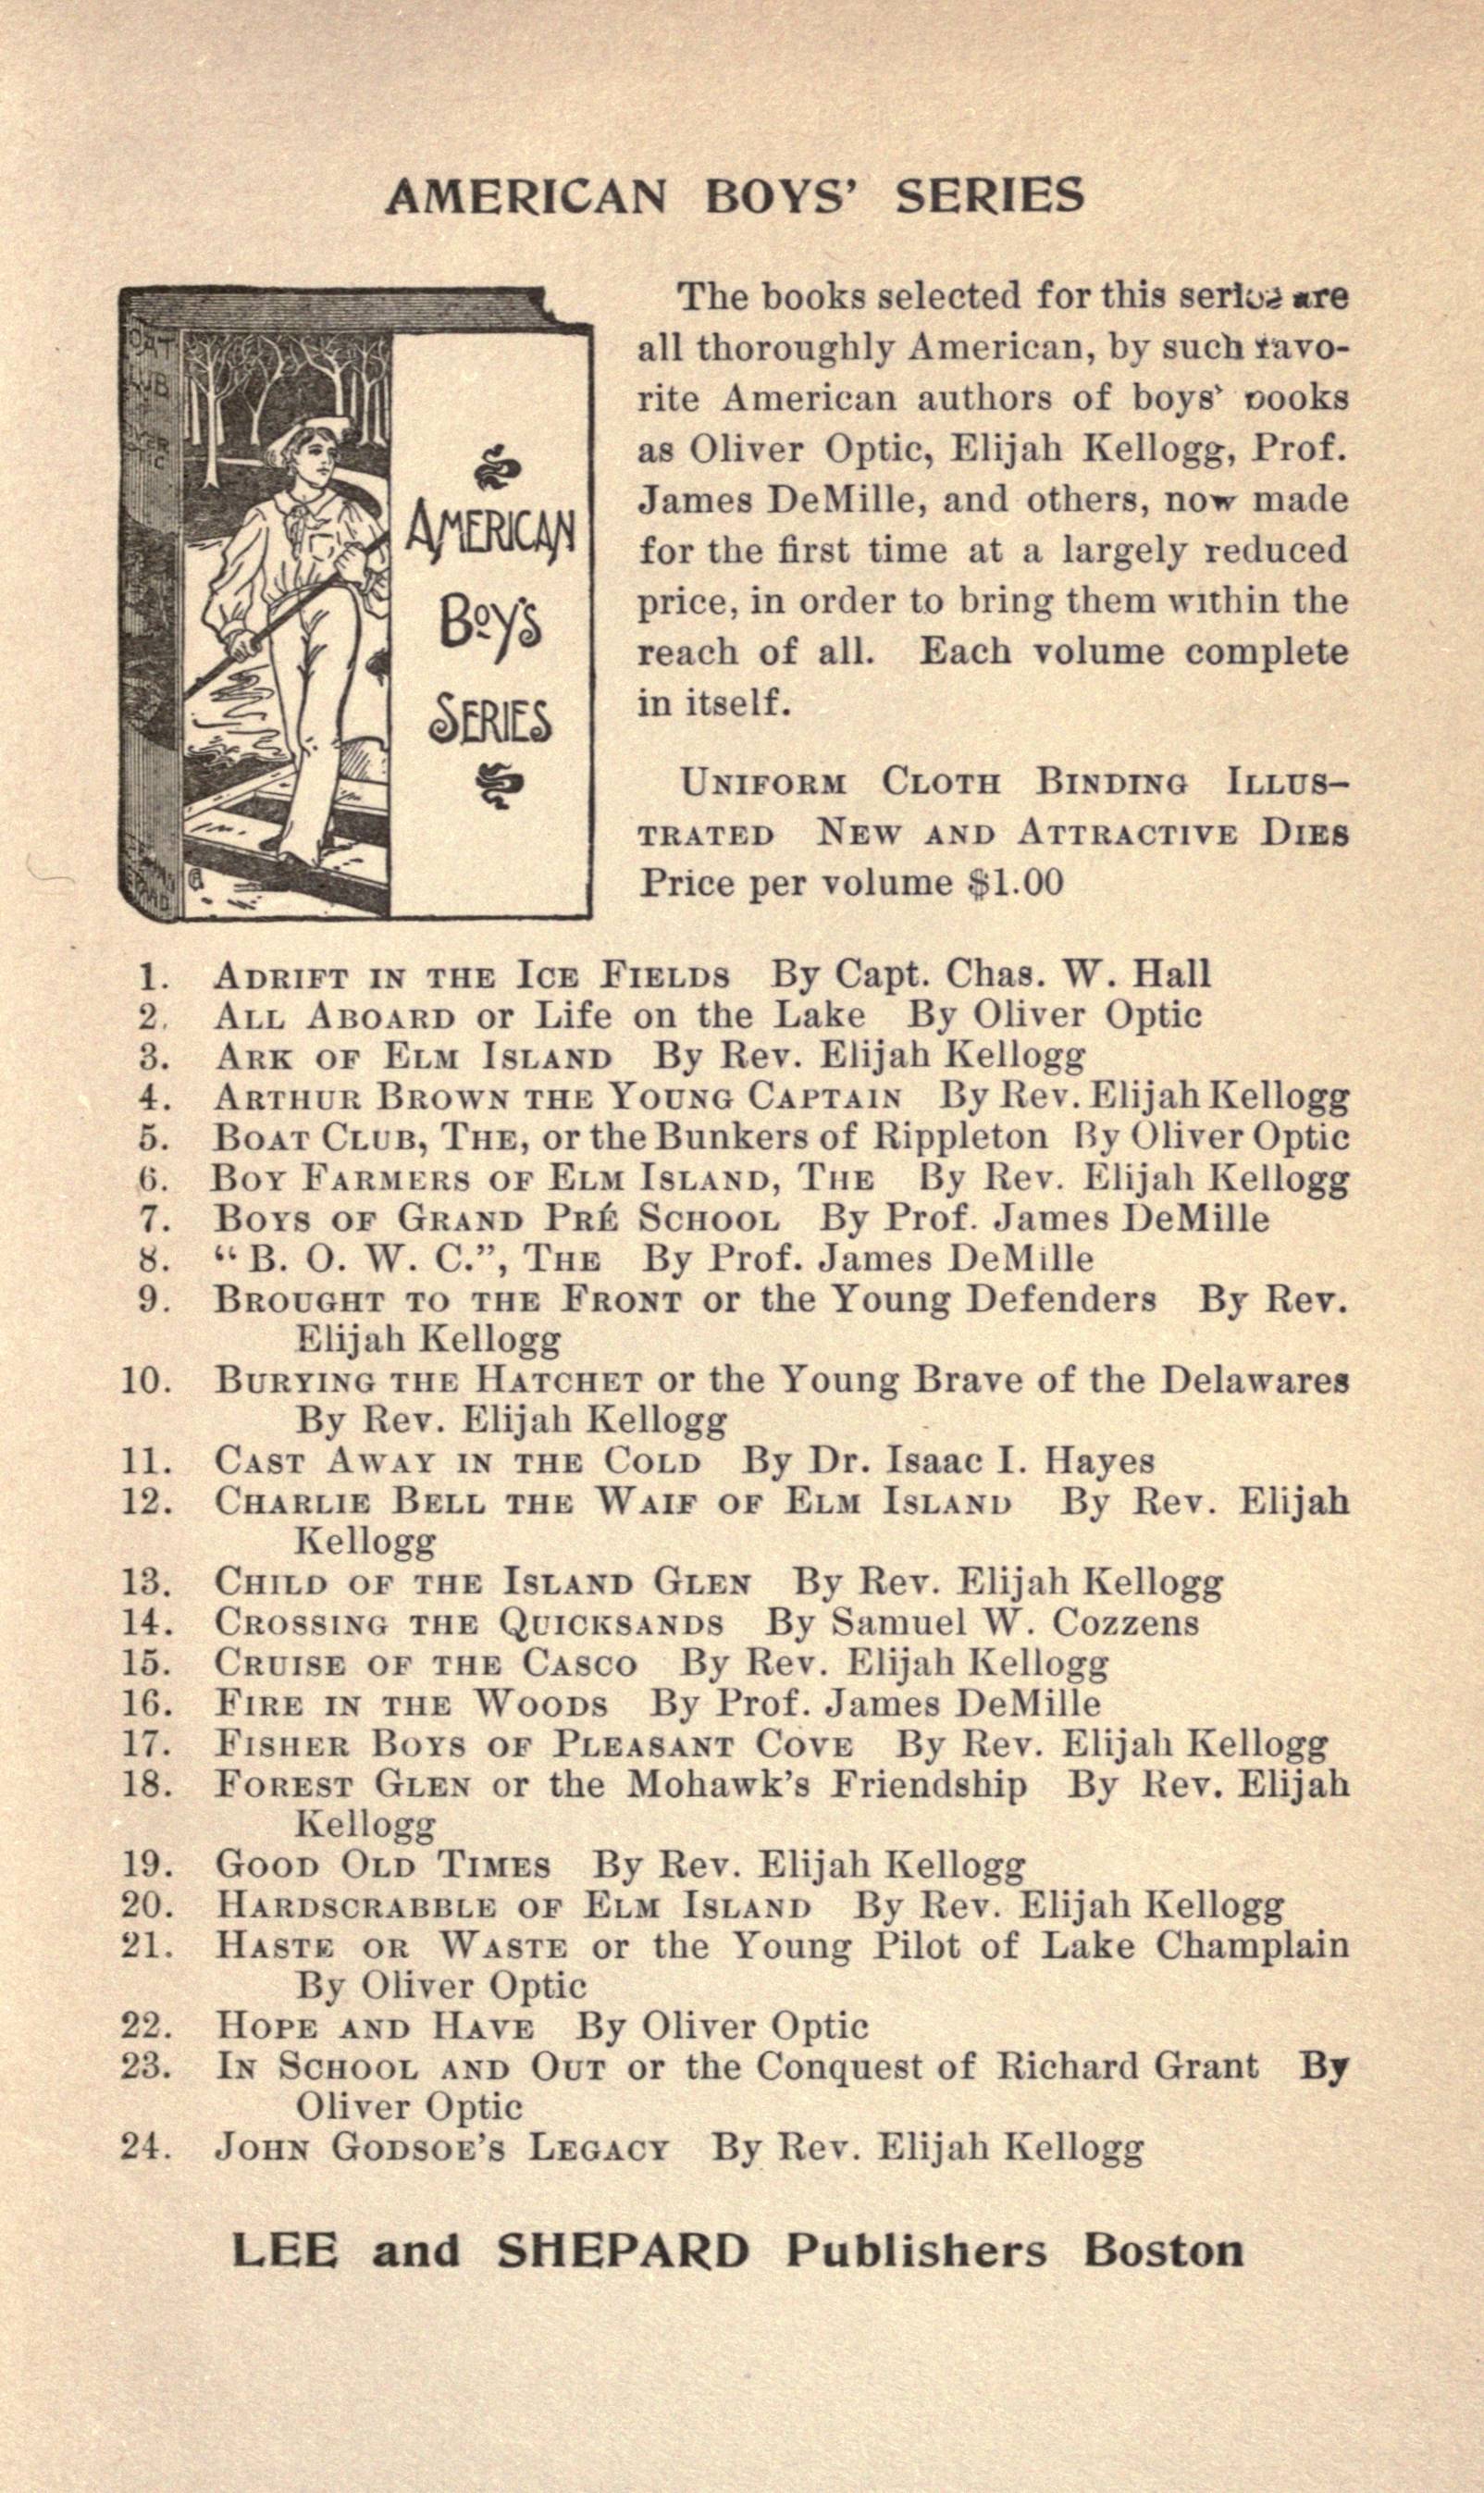 AMERICAN BOYS' SERIES
AMERICAN
BOYS
SERIES
The books selected for this series are
all thoroughly American, by such favo-
rite American authors of boys' books
as Oliver Optic, Elijah Kellogg, Prof.
James DeMille, and others, now made
for the first time at a largely reduced
price, in order to bring them within the
reach of all. Each volume complete
in itself.
UNIFORM CLOTH BINDING ILLUS-
TRATED NEW AND ATTRACTIVE DIES
Price per volume $1.00
1. ADRIFT IN THE ICE FIELDS By Capt. Chas. W. Hall
2. ALL ABOARD or Life on the Lake By Oliver Optic
3. ARK OF ELM ISLAND By Rev. Elijah Kellogg
4. ARTHUR BROWN THE YOUNG CAPTAIN By Rev. Elijah Kellogg
5. BOAT CLUB, THE, or the Bunkers of Rippleton By Oliver Optic
6. BOY FARMERS OF ELM ISLAND, THE By Rev. Elijah Kellogg
7. BOYS OF GRAND PRÉ SCHOOL By Prof. James DeMille
8. "B. O. W. C.", THE By Prof. James DeMille
9. BROUGHT TO THE FRONT or the Young Defenders By Rev.
Elijah Kellogg
10. BURYING THE HATCHET or the Young Brave of the Delawares
By Rev. Elijah Kellogg
11. CAST AWAY IN THE COLD By Dr. Isaac I. Hayes
12. CHARLIE BELL THE WAIF OF ELM ISLAND By Rev. Elijah
Kellogg
13. CHILD OF THE ISLAND GLEN By Rev. Elijah Kellogg
14. CROSSING THE QUICKSANDS By Samuel W. Cozzens
15. CRUISE OF THE CASCO By Rev. Elijah Kellogg
16. FIRE IN THE WOODS By Prof. James DeMille
17. FISHER BOYS OF PLEASANT COVE By Rev. Elijah Kellogg
18. FOREST GLEN or the Mohawk's Friendship By Rev. Elijah
Kellogg
19. GOOD OLD TIMES By Rev. Elijah Kellogg
20. HARDSCRABBLE OF ELM ISLAND By Rev. Elijah Kellogg
21. HASTE OR WASTE or the Young Pilot of Lake Champlain
By Oliver Optic
22. HOPE AND HAVE By Oliver Optic
23. IN SCHOOL AND OUT or the Conquest of Richard Grant By
Oliver Optic
24. JOHN GODSOE'S LEGACY By Rev. Elijah Kellogg
LEE and SHEPARD Publishers Boston